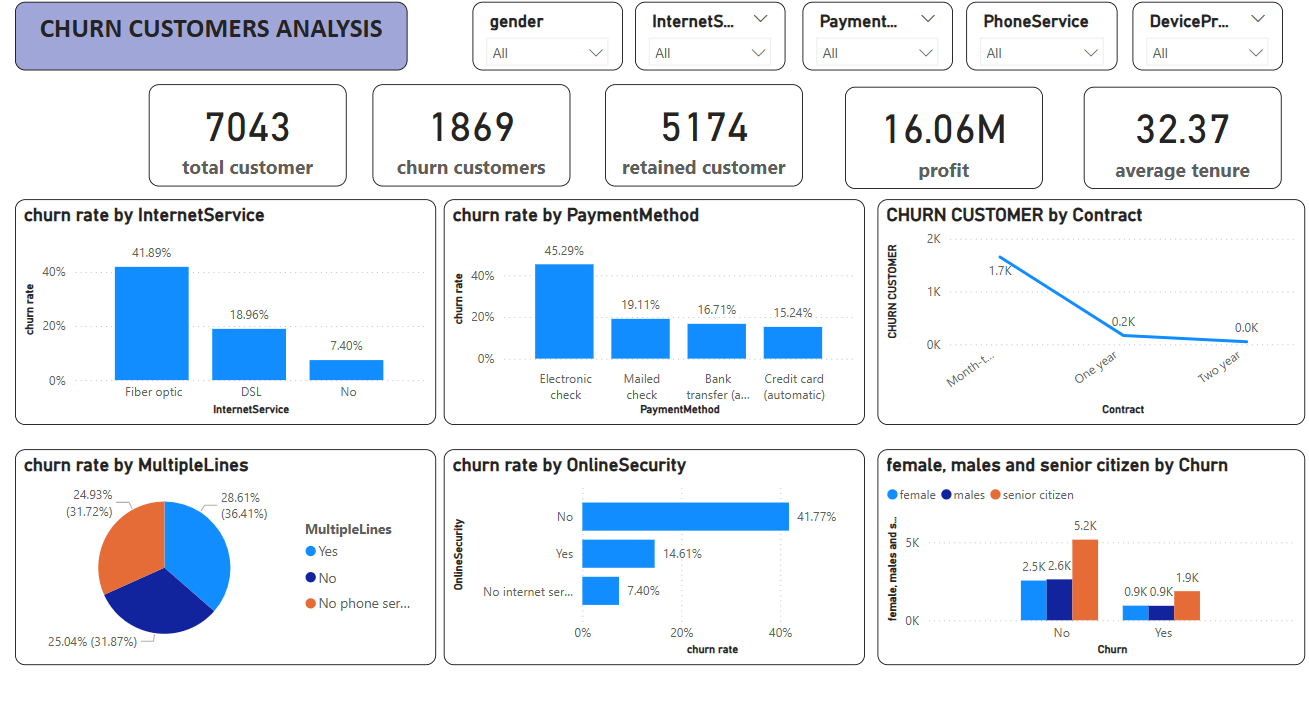 CHURN CUSTOMERS ANALYSIS
gender
All
InternetS...
All
Payment...
All
PhoneService
All
DevicePr...
All
7043
total customer
1869
churn customers
5174
retained customer
16.06M
profit
32.37
average tenure
churn rate by InternetService
churn rate
40%
20%
0%
41.89%
18.96%
7.40%
Fiber optic
DSL
No
InternetService
churn rate by PaymentMethod
churn rate
40%
20%
0%
45.29%
19.11%
16.71%
15.24%
Electronic
check
Mailed
check
Bank
transfer (a...
Credit card
(automatic)
PaymentMethod
CHURN CUSTOMER by Contract
CHURN CUSTOMER
2K
1K
0K
1.7K
0.2K
0.0K
Month-t...
One year
Two year
Contract
churn rate by MultipleLines
24.93%
(31.72%)
28.61%
(36.41%)
25.04% (31.87%)
MultipleLines
Yes
No
No phone ser...
churn rate by OnlineSecurity
OnlineSecurity
No
41.77%
Yes
14.61%
No internet ser...
7.40%
0%
20%
40%
churn rate
female, males and senior citizen by Churn
female
males
senior citizen
female, males and s...
5K
0K
2.5K
2.6K
5.2K
0.9K
0.9K
1.9K
No
Yes
Churn